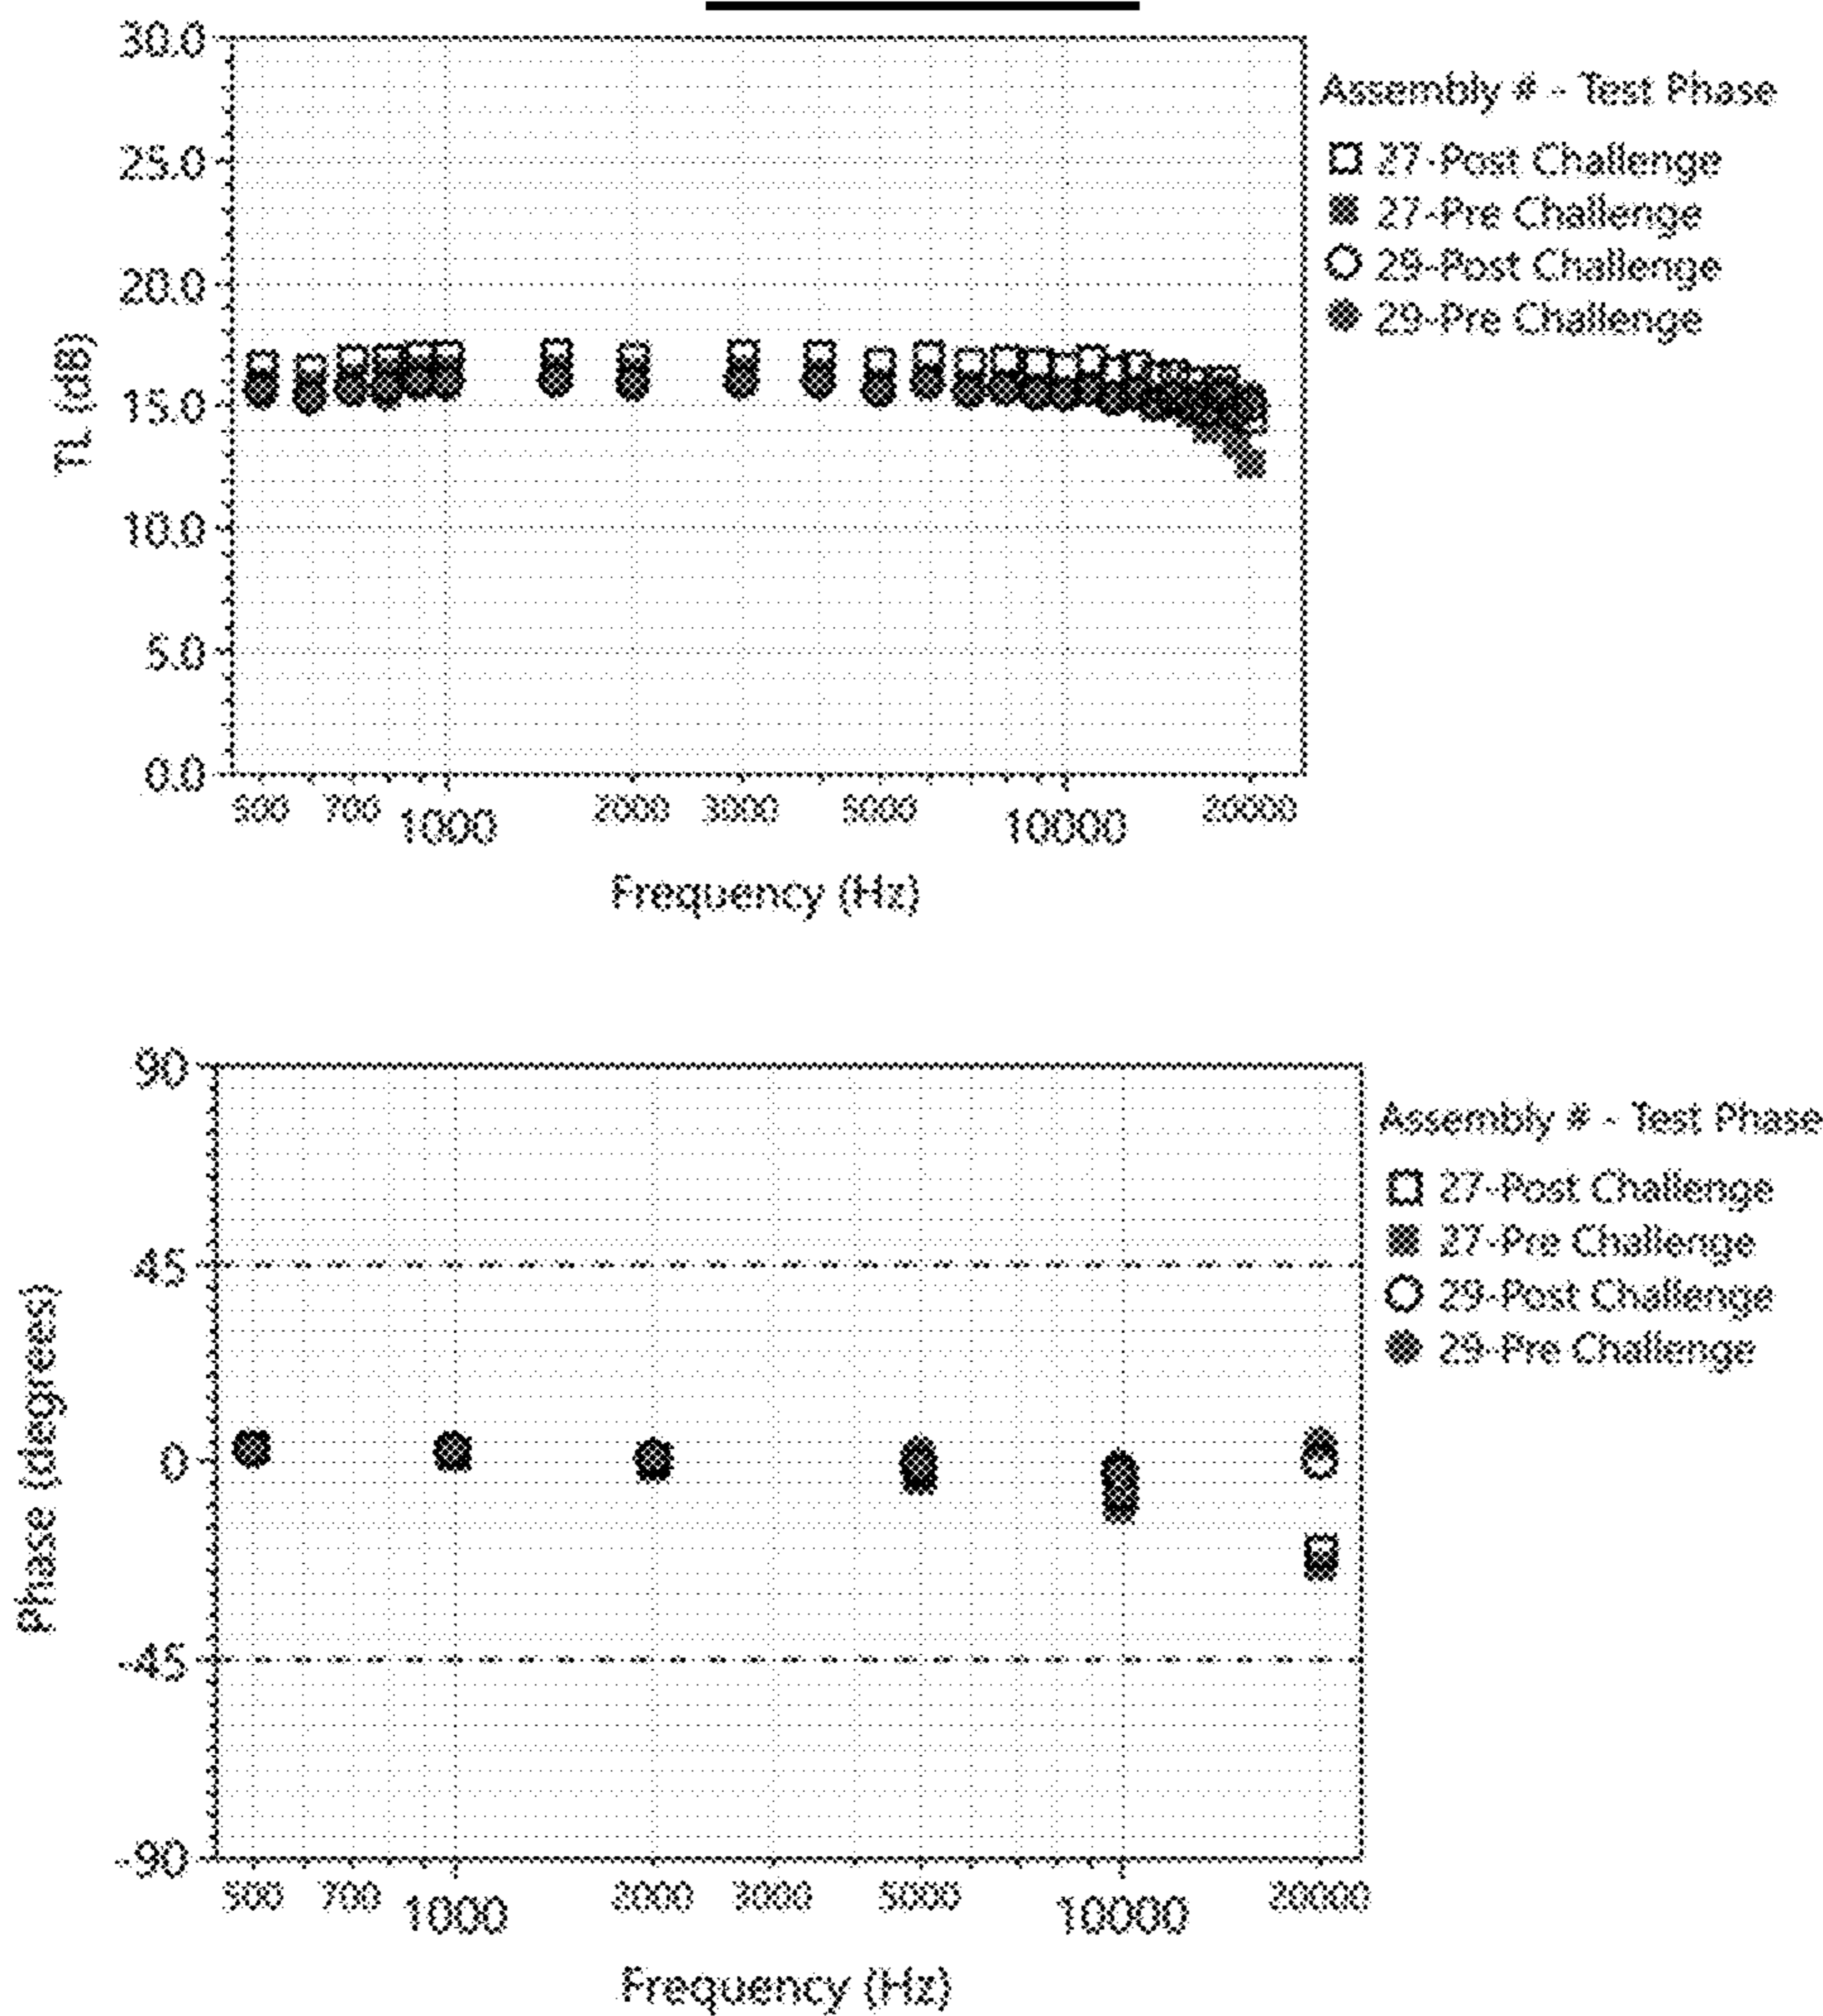 30.0
25.0
20.0
15.0
10.0
5.0
0.0
TL (dB)
500 700 1000 2000 3000 5000 10000 20000
Frequency (Hz)
Assembly # - Test Phase
27-Post Challenge
27-Pre Challenge
29-Post Challenge
29-Pre Challenge
90
45
0
-45
-90
Phase (degrees)
500 700 1000 2000 3000 5000 10000 20000
Frequency (Hz)
Assembly # - Test Phase
27-Post Challenge
27-Pre Challenge
29-Post Challenge
29-Pre Challenge